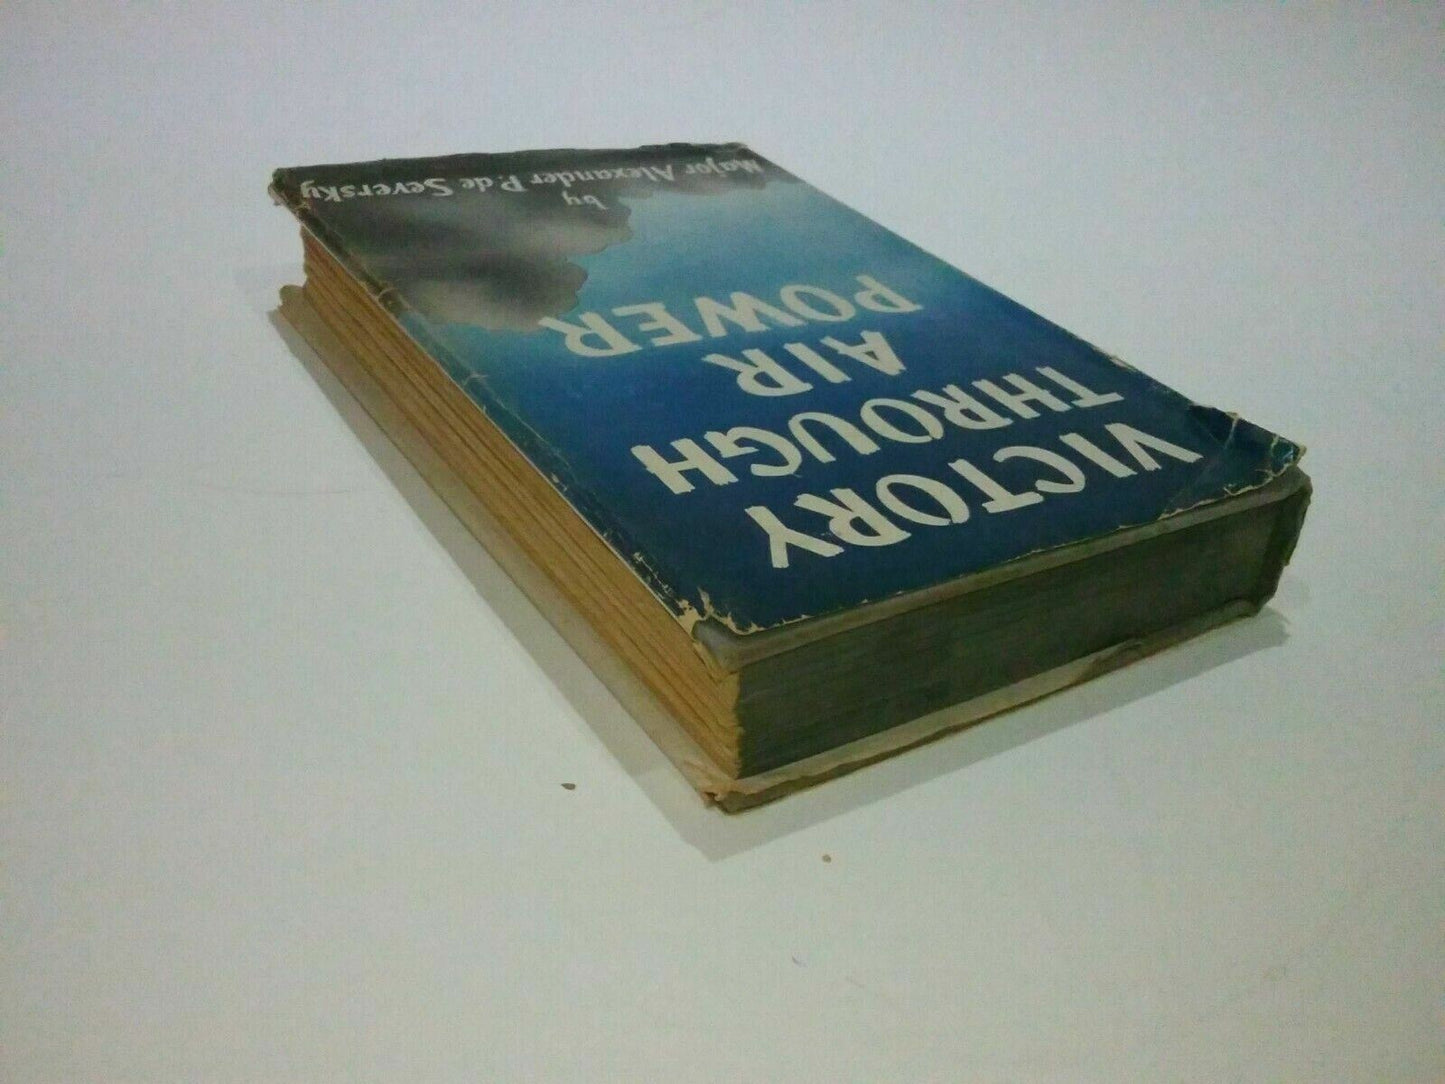 VICTORY
THROUGH
AIR
POWER
by
Major Alexander P. de Seversky